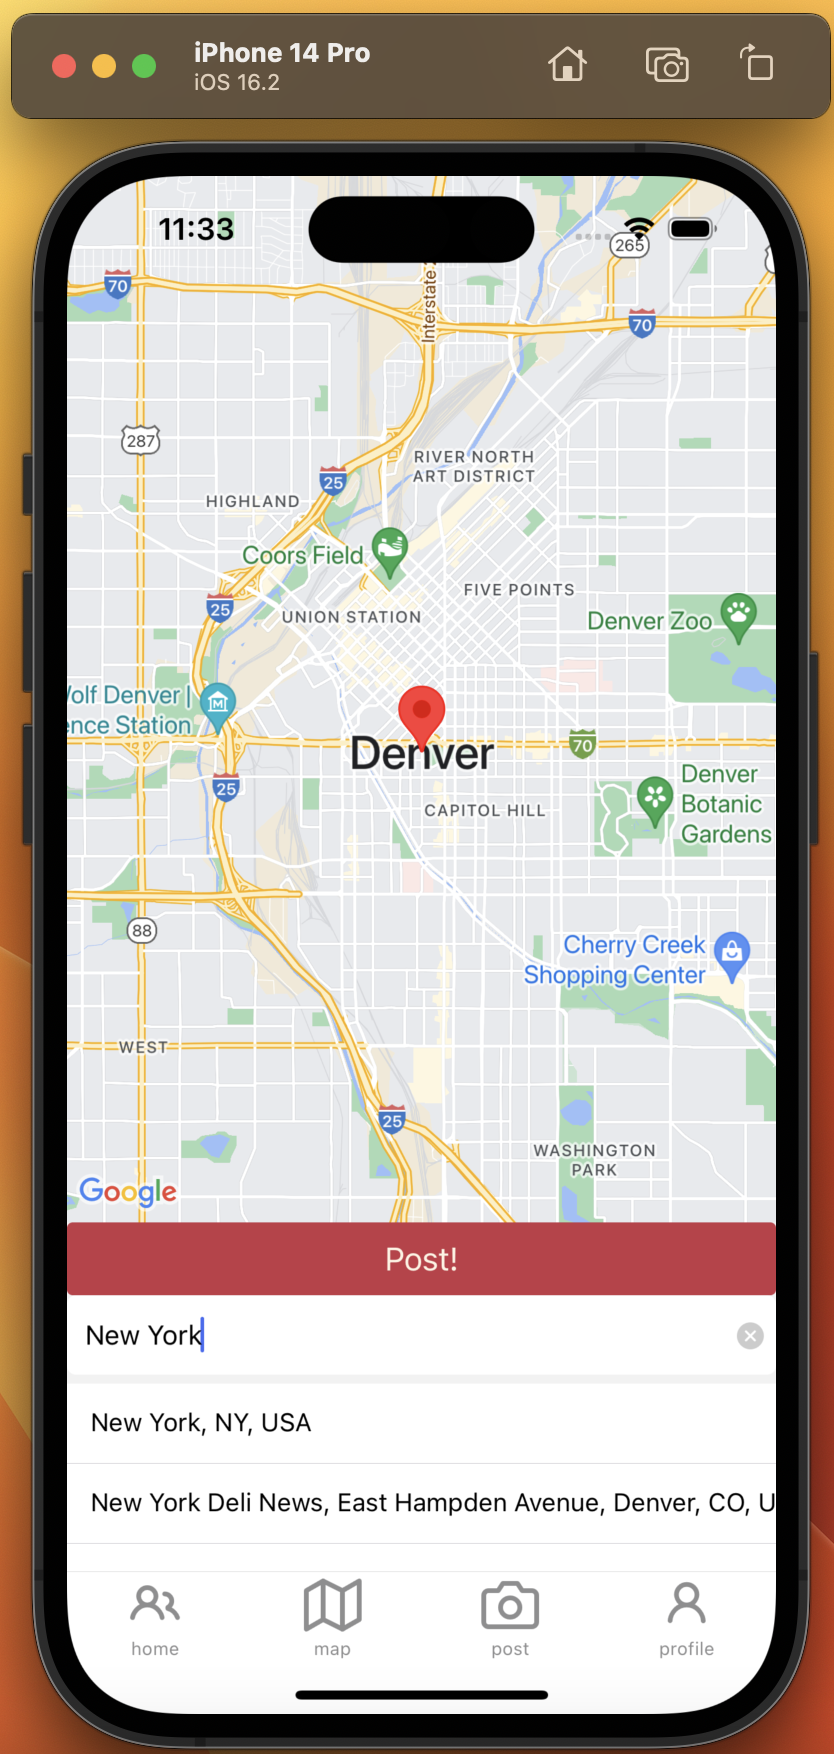 iPhone 14 Pro
iOS 16.2
11:33
265
70
Interstate 2
70
287
RIVER NORTH
ART DISTRICT
25
HIGHLAND
Coors Field
FIVE POINTS
25
UNION STATION
Denver Zoo
Wolf Denver |
ence Station
M
Denver
70
25
Denver
Botanic
Gardens
CAPITOL HILL
88
Cherry Creek
Shopping Center
WEST
25
WASHINGTON
PARK
Google
Post!
New York
New York, NY, USA
New York Deli News, East Hampden Avenue, Denver, CO, U
home
map
post
profile